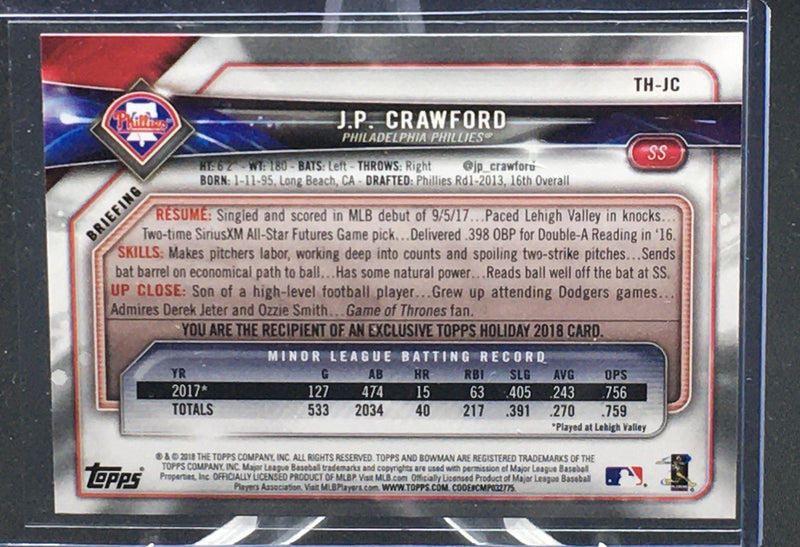 TH-JC
Phillies
J.P. CRAWFORD
PHILADELPHIA PHILLIES®
SS
HT: 6'2" - WT: 180 - BATS: Left - THROWS: Right @jp_crawford
BORN: 1-11-95, Long Beach, CA - DRAFTED: Phillies Rd1-2013, 16th Overall
BRIEFING
RÉSUMÉ: Singled and scored in MLB debut of 9/5/17...Paced Lehigh Valley in knocks...
Two-time SiriusXM All-Star Futures Game pick...Delivered .398 OBP for Double-A Reading in '16.
SKILLS: Makes pitchers labor, working deep into counts and spoiling two-strike pitches...Sends
bat barrel on economical path to ball...Has some natural power...Reads ball well off the bat at SS.
UP CLOSE: Son of a high-level football player...Grew up attending Dodgers games...
Admires Derek Jeter and Ozzie Smith...Game of Thrones fan.
YOU ARE THE RECIPIENT OF AN EXCLUSIVE TOPPS HOLIDAY 2018 CARD.
MINOR LEAGUE BATTING RECORD
YR G AB HR RBI SLG AVG OPS
2017* 127 474 15 63 .405 .243 .756
TOTALS 533 2034 40 217 .391 .270 .759
*Played at Lehigh Valley
® & © 2018 THE TOPPS COMPANY, INC. ALL RIGHTS RESERVED. TOPPS AND BOWMAN ARE REGISTERED TRADEMARKS OF THE
TOPPS COMPANY, INC. Major League Baseball trademarks and copyrights are used with permission of Major League Baseball
Properties, Inc. OFFICIALLY LICENSED PRODUCT OF MLBP. Visit MLB.com Officially Licensed Product of Major League Baseball
Players Association. Visit MLBPlayers.com. WWW.TOPPS.COM. CODE#CMP032775.
topps